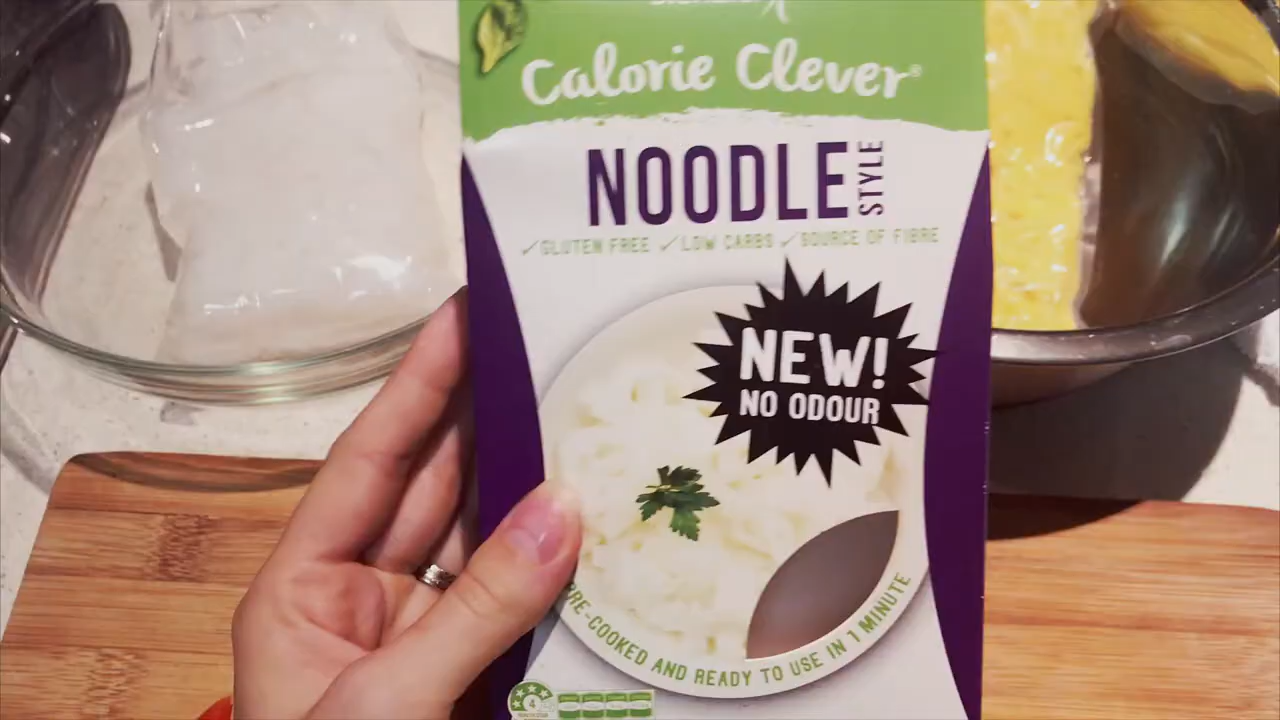 Calorie Clever®
NOODLE STYLE
✓GLUTEN FREE ✓LOW CARBS ✓SOURCE OF FIBRE
NEW!
NO ODOUR
PRE-COOKED AND READY TO USE IN 1 MINUTE
4